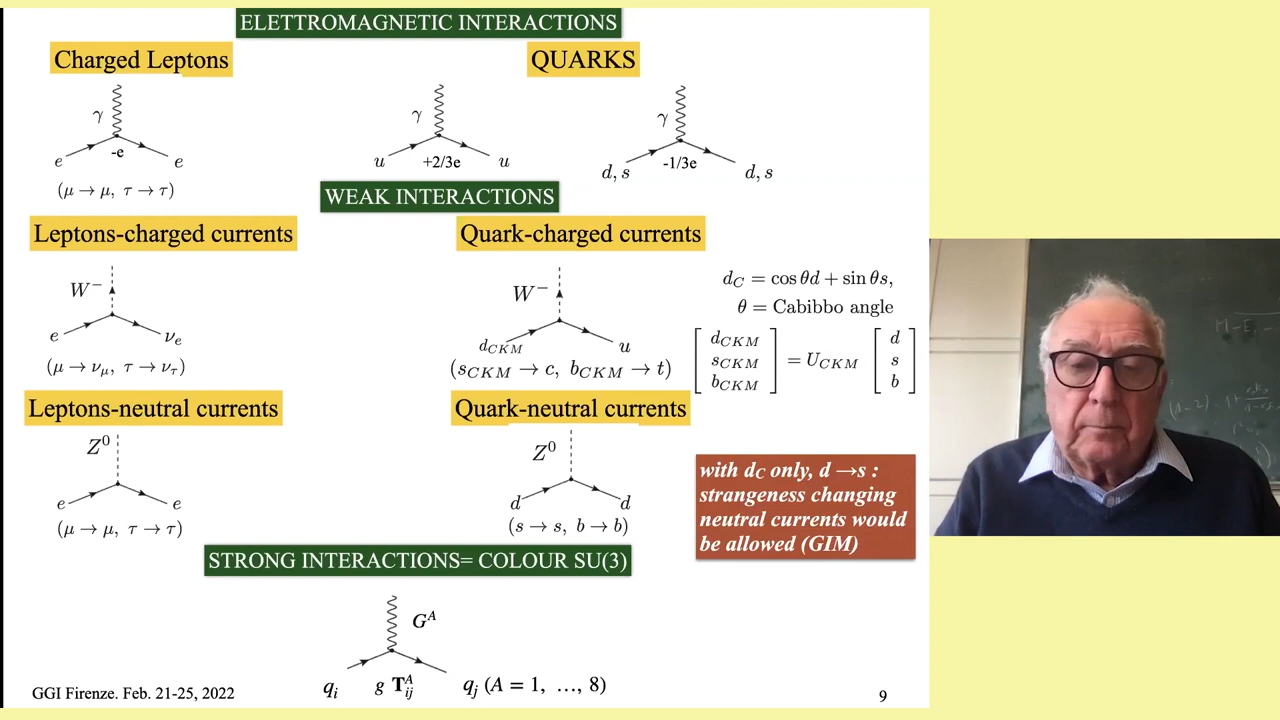 ELETTROMAGNETIC INTERACTIONS
Charged Leptons
QUARKS
γ
e -e e
(μ → μ, τ → τ)
γ
u +2/3e u
γ
d, s -1/3e d, s
WEAK INTERACTIONS
Leptons-charged currents
Quark-charged currents
W⁻
e νₑ
(μ → ν_μ, τ → ν_τ)
W⁻
d_CKM u
(s_CKM → c, b_CKM → t)
d_C = cos θd + sin θs,
θ = Cabibbo angle
[d_CKM s_CKM b_CKM] = U_CKM [d s b]
Leptons-neutral currents
Quark-neutral currents
Z⁰
e e
(μ → μ, τ → τ)
Z⁰
d d
(s → s, b → b)
with d_C only, d →s :
strangeness changing
neutral currents would
be allowed (GIM)
STRONG INTERACTIONS= COLOUR SU(3)
G^A
q_i g T^A_ij q_j (A = 1, …, 8)
GGI Firenze. Feb. 21-25, 2022
9